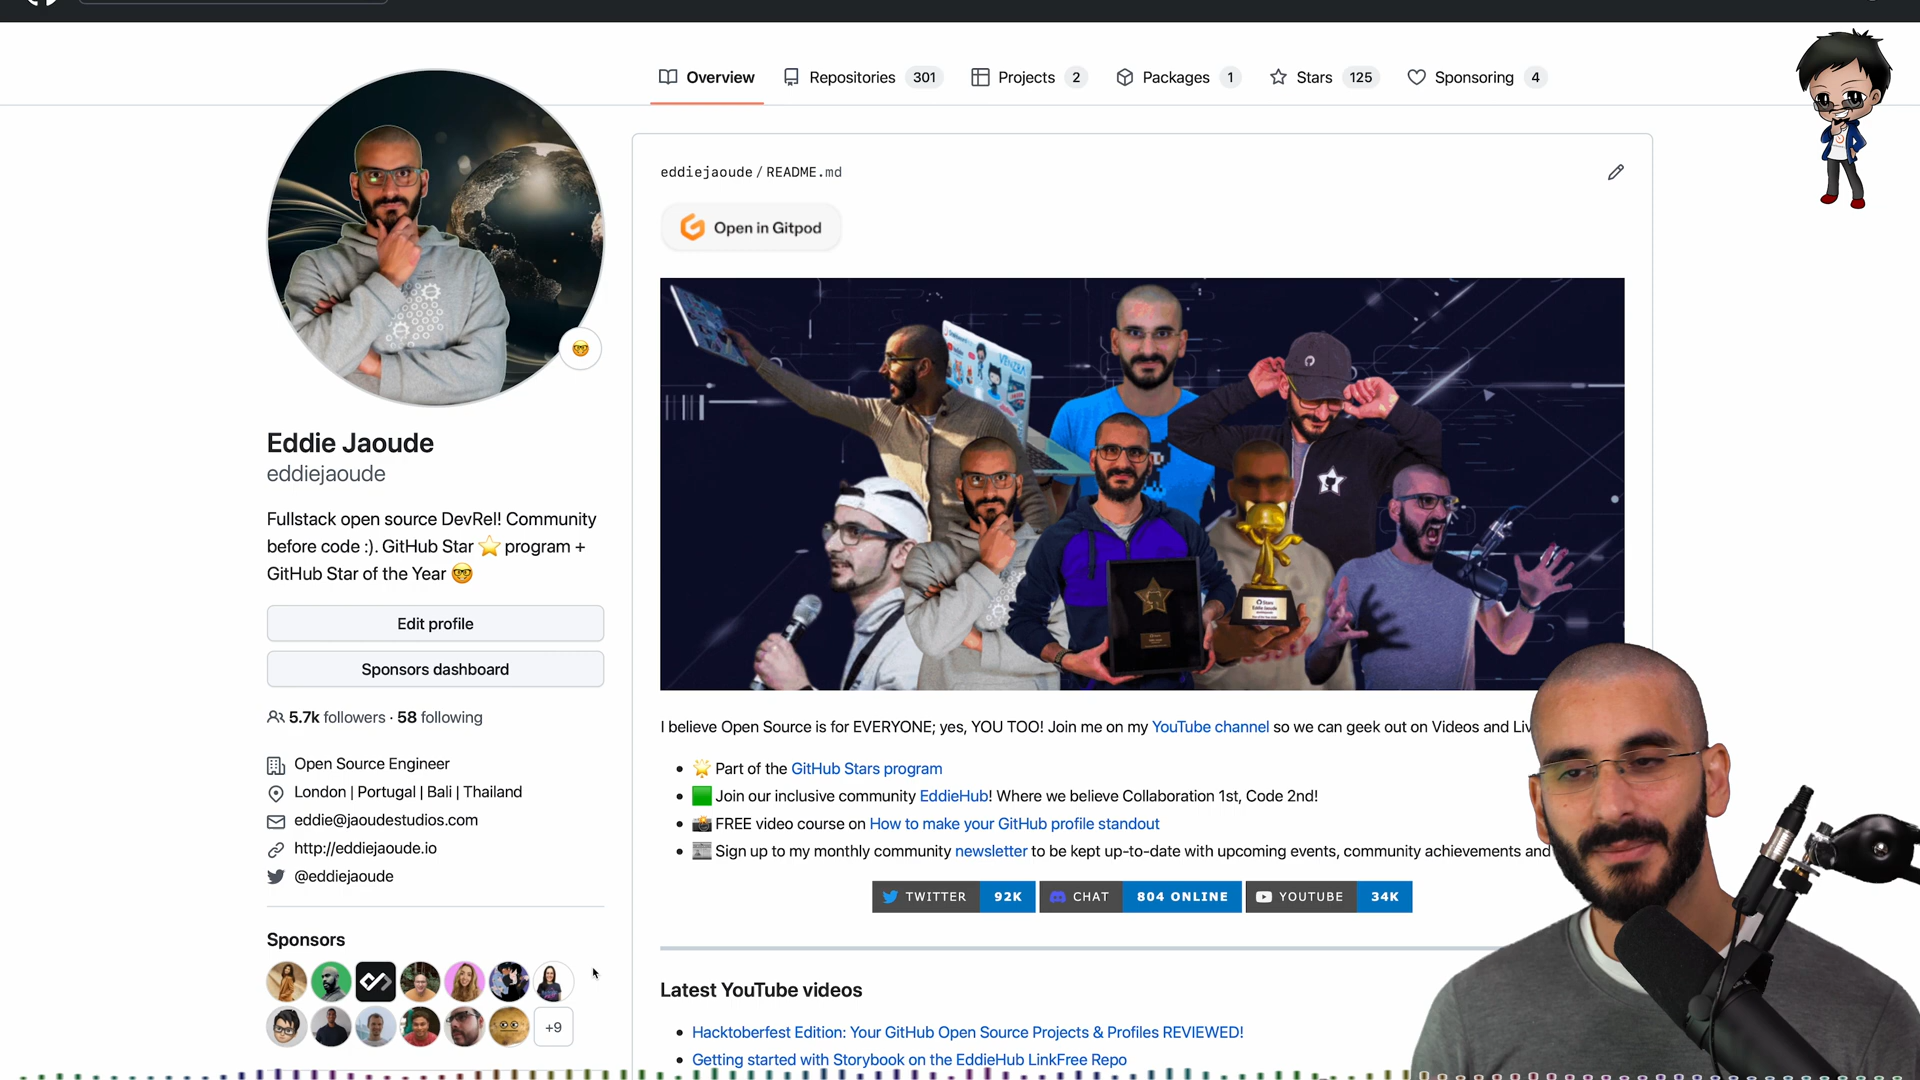 Overview
Repositories 301
Projects 2
Packages 1
Stars 125
Sponsoring 4
eddiejaoude / README.md
Open in Gitpod
Eddie Jaoude
eddiejaoude
Fullstack open source DevRel! Community
before code :). GitHub Star ⭐ program +
GitHub Star of the Year 🤓
Edit profile
Sponsors dashboard
5.7k followers · 58 following
Open Source Engineer
London | Portugal | Bali | Thailand
eddie@jaoudestudios.com
http://eddiejaoude.io
@eddiejaoude
Sponsors
+9
I believe Open Source is for EVERYONE; yes, YOU TOO! Join me on my YouTube channel so we can geek out on Videos and Liv
Part of the GitHub Stars program
Join our inclusive community EddieHub! Where we believe Collaboration 1st, Code 2nd!
FREE video course on How to make your GitHub profile standout
Sign up to my monthly community newsletter to be kept up-to-date with upcoming events, community achievements and
TWITTER 92K
CHAT 804 ONLINE
YOUTUBE 34K
Latest YouTube videos
Hacktoberfest Edition: Your GitHub Open Source Projects & Profiles REVIEWED!
Getting started with Storybook on the EddieHub LinkFree Repo